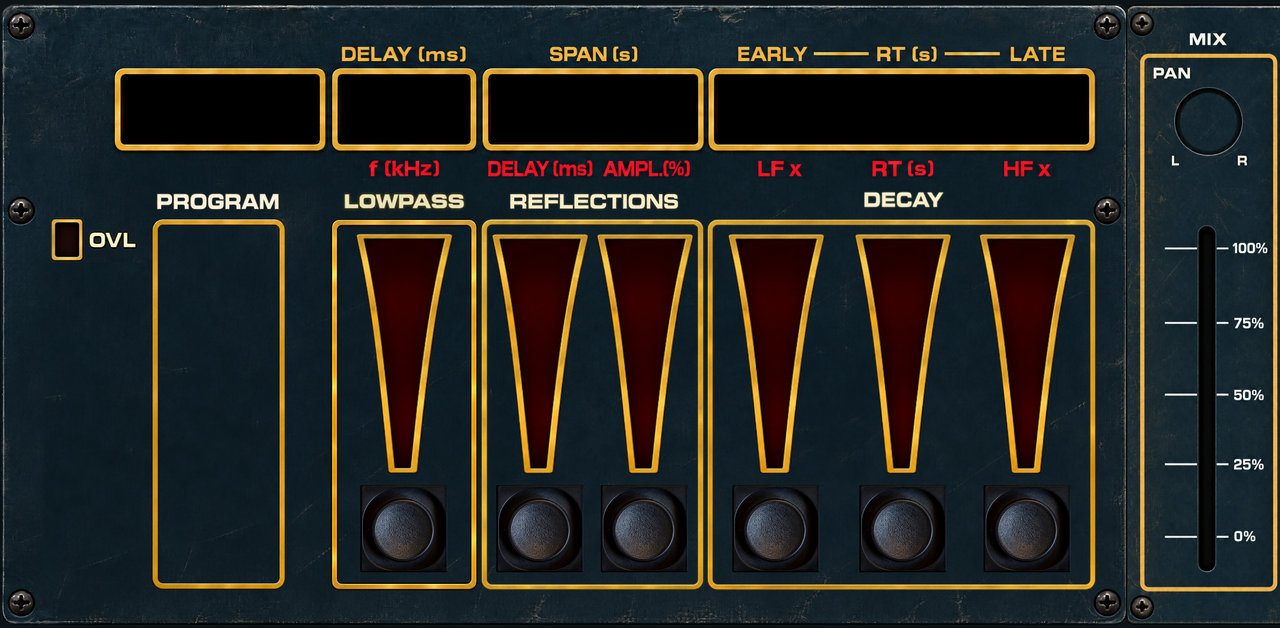 DELAY (ms)
SPAN (s)
EARLY — RT (s) — LATE
MIX
PAN
L R
f (kHz)
DELAY (ms) AMPL.(%)
LF x RT (s) HF x
PROGRAM
LOWPASS
REFLECTIONS
DECAY
OVL
100%
75%
50%
25%
0%